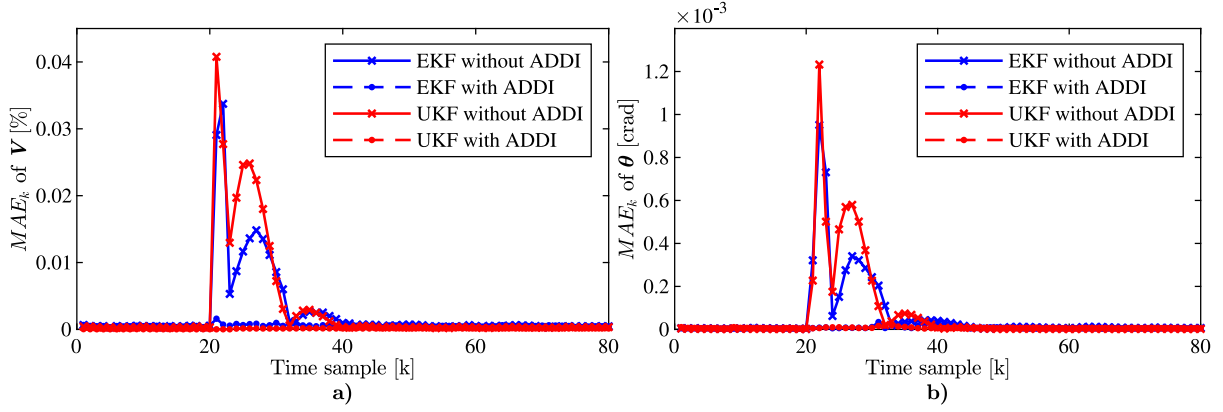 0.04
0.03
0.02
0.01
0
MAE_k of V [%]
EKF without ADDI
EKF with ADDI
UKF without ADDI
UKF with ADDI
0 20 40 60 80
Time sample [k]
a)
×10^-3
1.2
1
0.8
0.6
0.4
0.2
0
MAE_k of θ [crad]
EKF without ADDI
EKF with ADDI
UKF without ADDI
UKF with ADDI
0 20 40 60 80
Time sample [k]
b)